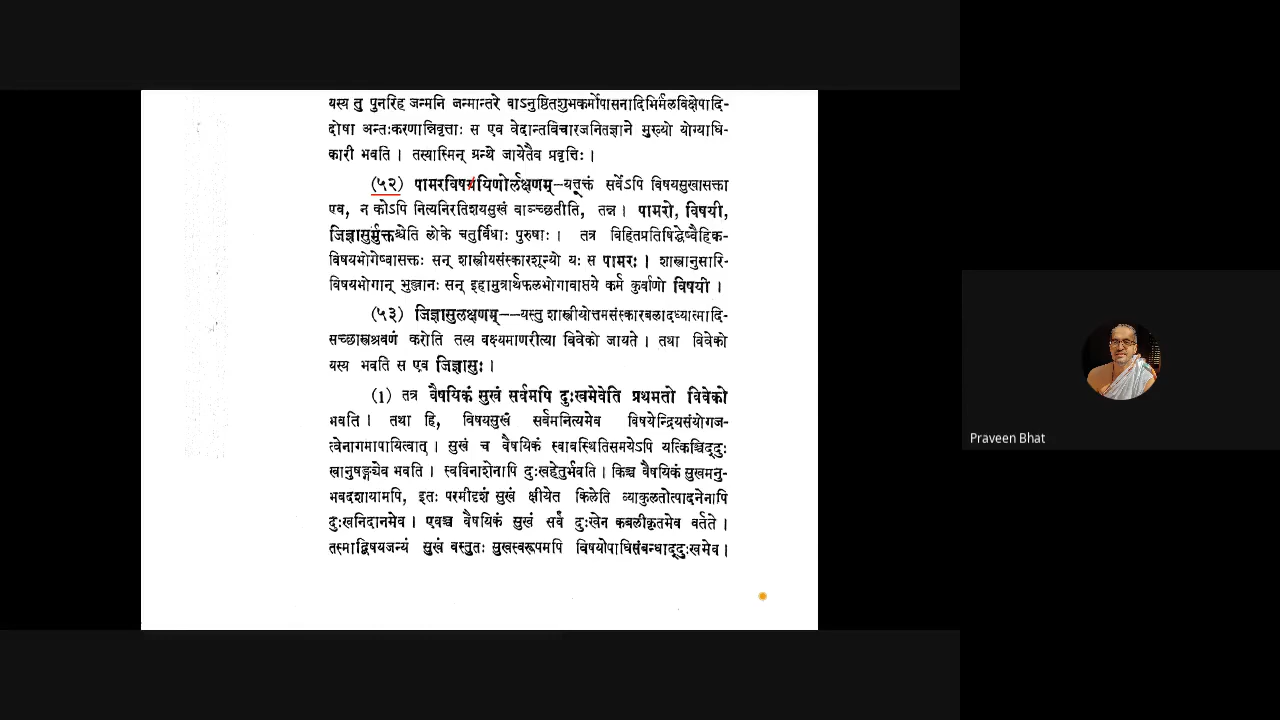 यस्य तु पुनरिह जन्मनि जन्मान्तरे वाऽनुष्ठितशुभकर्मोपासनादिभिर्मलविक्षेपादि-
दोषा अन्तःकरणान्निवृत्ताः स एव वेदान्तविचारजनितज्ञाने मुख्यो योग्याधि-
कारी भवति । तस्यास्मिन् ग्रन्थे जायेतैव प्रवृत्तिः ।
(५२) पामरविषययिणोर्लक्षणम्–यत्तूक्तं सर्वेऽपि विषयसुखासक्ता
एव, न कोऽपि नित्यनिरतिशयसुखं वाञ्च्छतीति, तन्न । पामरो, विषयी,
जिज्ञासुर्मुक्तश्चेति लोके चतुर्विधाः पुरुषाः । तत्र विहितप्रतिषिद्धेष्वैहिक-
विषयभोगेष्वासक्तः सन् शास्त्रीयसंस्कारशून्यो यः स पामरः । शास्त्रानुसारि-
विषयभोगान् भुञ्जानः सन् इहामुत्रार्थफलभोगावाप्तये कर्म कुर्वाणो विषयी ।
(५३) जिज्ञासुलक्षणम्––यस्तु शास्त्रीयोत्तमसंस्कारबलादध्यात्मादि-
सच्छास्त्रश्रवणं करोति तस्य वक्ष्यमाणरीत्या विवेको जायते । तथा विवेको
यस्य भवति स एव जिज्ञासुः ।
(1) तत्र वैषयिकं सुखं सर्वमपि दुःखमेवेति प्रथमतो विवेको
भवति । तथा हि, विषयसुखं सर्वमनित्यमेव विषयेन्द्रियसंयोगज-
त्वेनागमापायित्वात् । सुखं च वैषयिकं स्वावस्थितिसमयेऽपि यत्किञ्चिद्दुः
खानुषङ्ग्येव भवति । स्वविनाशेनापि दुःखहेतुर्भवति । किञ्च वैषयिकं सुखमनु-
भवदशायामपि, इतः परमीदृशं सुखं क्षीयेत किलेति व्याकुलतोत्पादनेनापि
दुःखनिदानमेव । एवञ्च वैषयिकं सुखं सर्वं दुःखेन कबलीकृतमेव वर्तते ।
तस्माद्विषयजन्यं सुखं वस्तुतः सुखस्वरूपमपि विषयोपाधिसंबन्धाद्दुःखमेव ।
Praveen Bhat